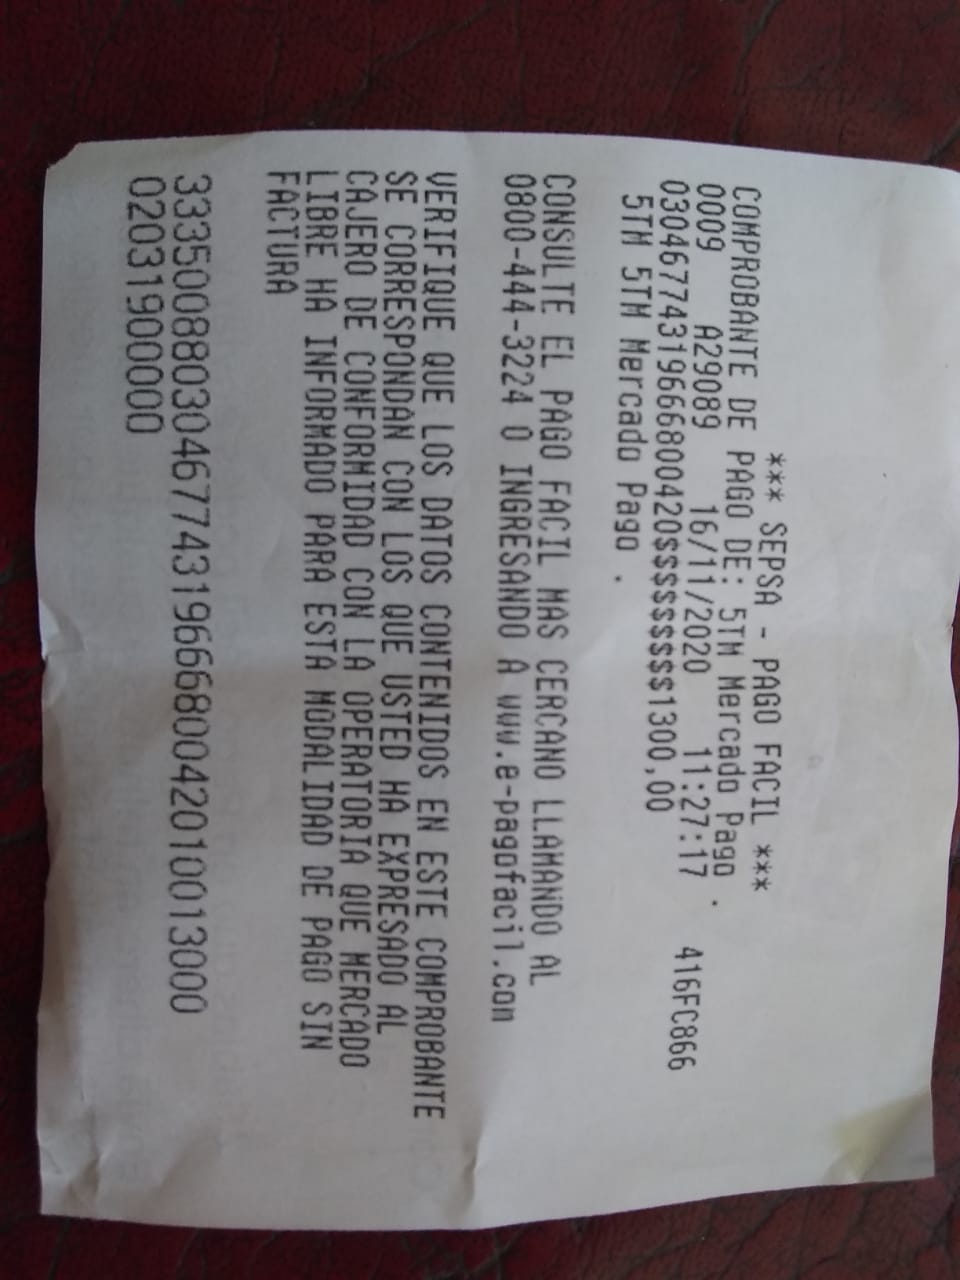 *** SEPSA - PAGO FACIL ***
COMPROBANTE DE PAGO DE: 5TM Mercado Pago .
0009 A29089 16/11/2020 11:27:17 416FC866
03046774319666800420$$$$$$$$$$1300,00
5TM 5TM Mercado Pago .
CONSULTE EL PAGO FACIL MAS CERCANO LLAMANDO AL
0800-444-3224 O INGRESANDO A www.e-pagofacil.com
VERIFIQUE QUE LOS DATOS CONTENIDOS EN ESTE COMPROBANTE
SE CORRESPONDAN CON LOS QUE USTED HA EXPRESADO AL
CAJERO DE CONFORMIDAD CON LA OPERATORIA QUE MERCADO
LIBRE HA INFORMADO PARA ESTA MODALIDAD DE PAGO SIN
FACTURA
333500880304677431966680042010013000
020319000000